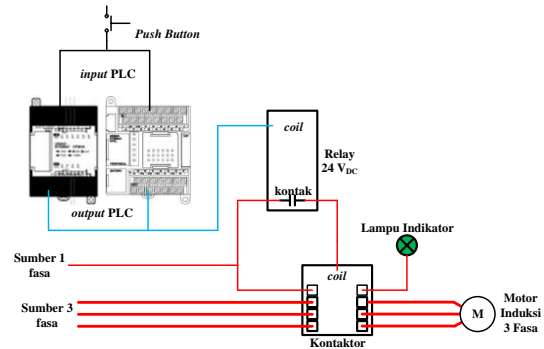 Push Button
input PLC
coil
Relay
24 VDC
kontak
output PLC
Lampu Indikator
Sumber 1
fasa
coil
Sumber 3
fasa
M
Motor
Induksi
3 Fasa
Kontaktor